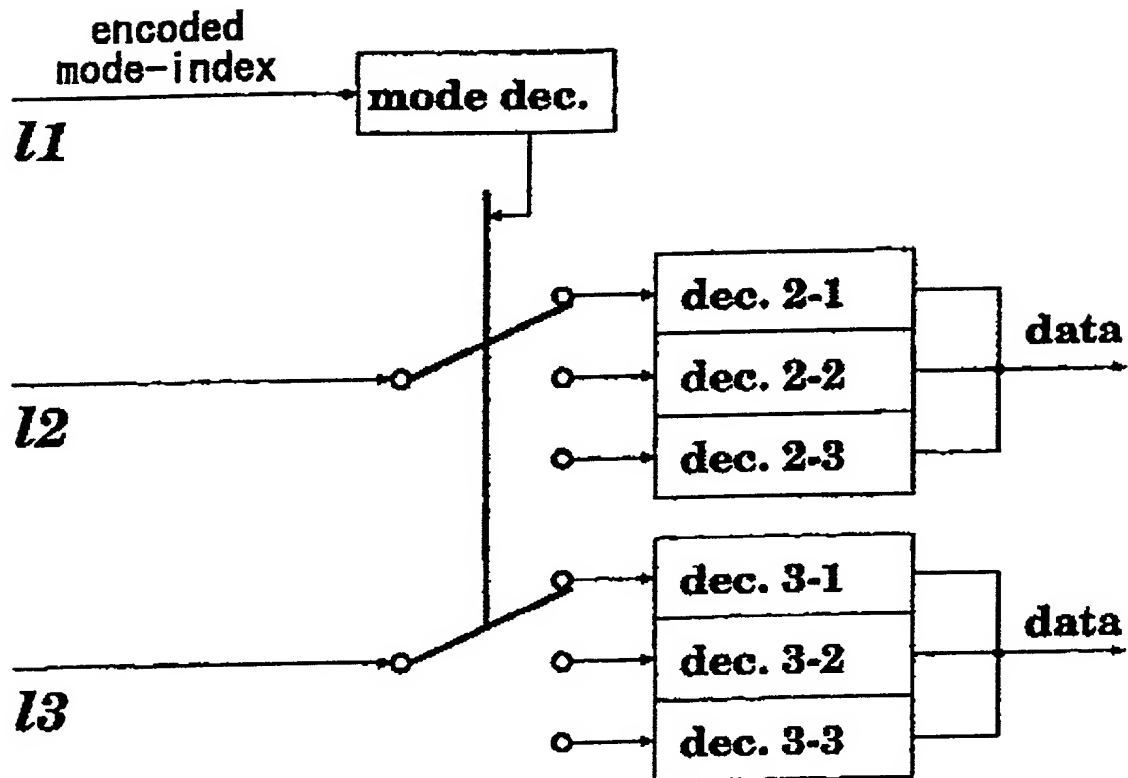 encoded
mode-index
mode dec.
l1
dec. 2-1
data
dec. 2-2
l2
dec. 2-3
dec. 3-1
data
dec. 3-2
l3
dec. 3-3